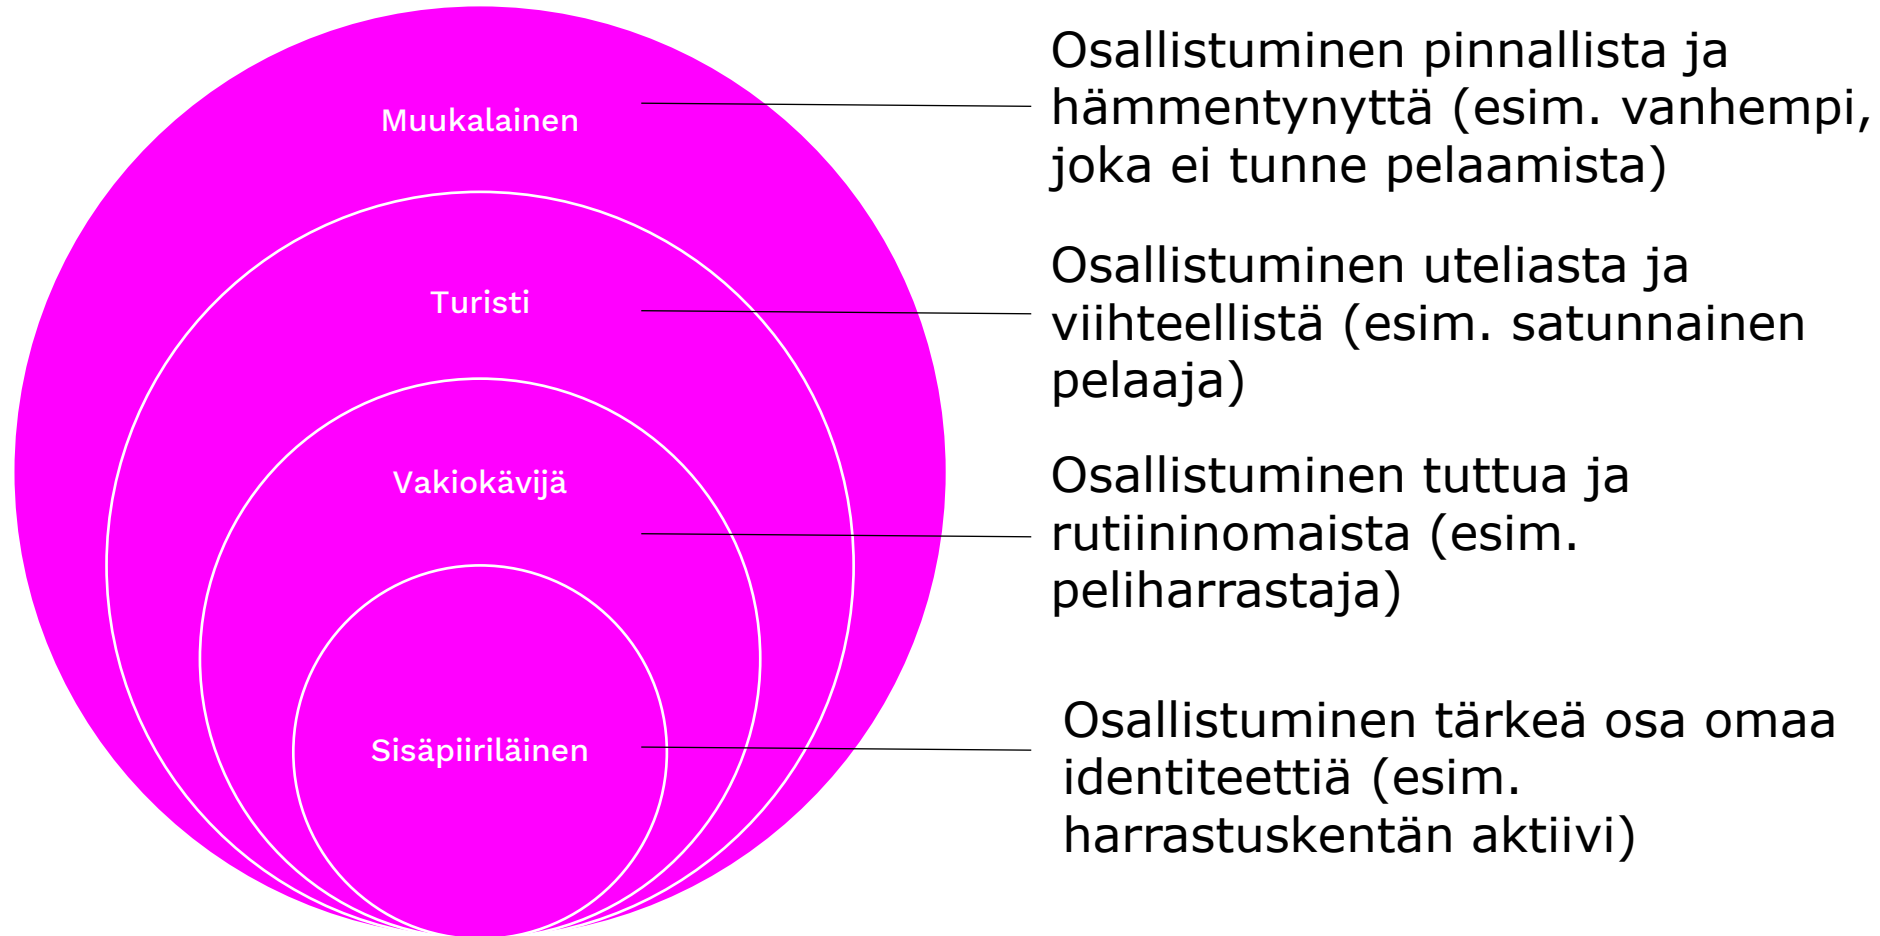 Muukalainen
Osallistuminen pinnallista ja
hämmentynyttä (esim. vanhempi,
joka ei tunne pelaamista)
Turisti
Osallistuminen uteliasta ja
viihteellistä (esim. satunnainen
pelaaja)
Vakiokävijä
Osallistuminen tuttua ja
rutiininomaista (esim.
peliharrastaja)
Sisäpiiriläinen
Osallistuminen tärkeä osa omaa
identiteettiä (esim.
harrastuskentän aktiivi)